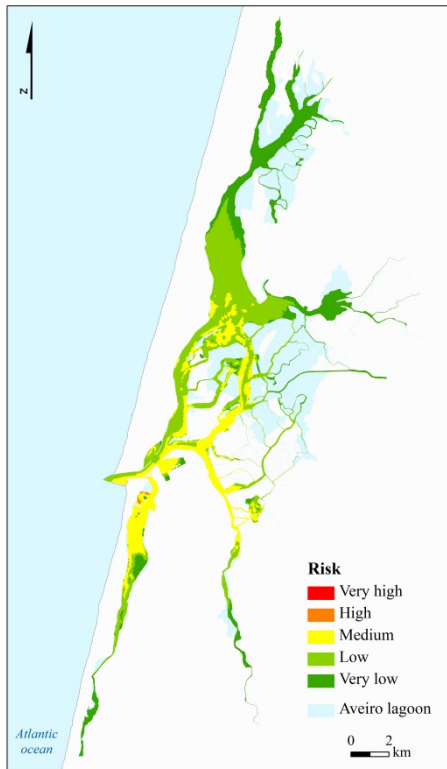 N
Risk
Very high
High
Medium
Low
Very low
Aveiro lagoon
Atlantic
ocean
0 2
km